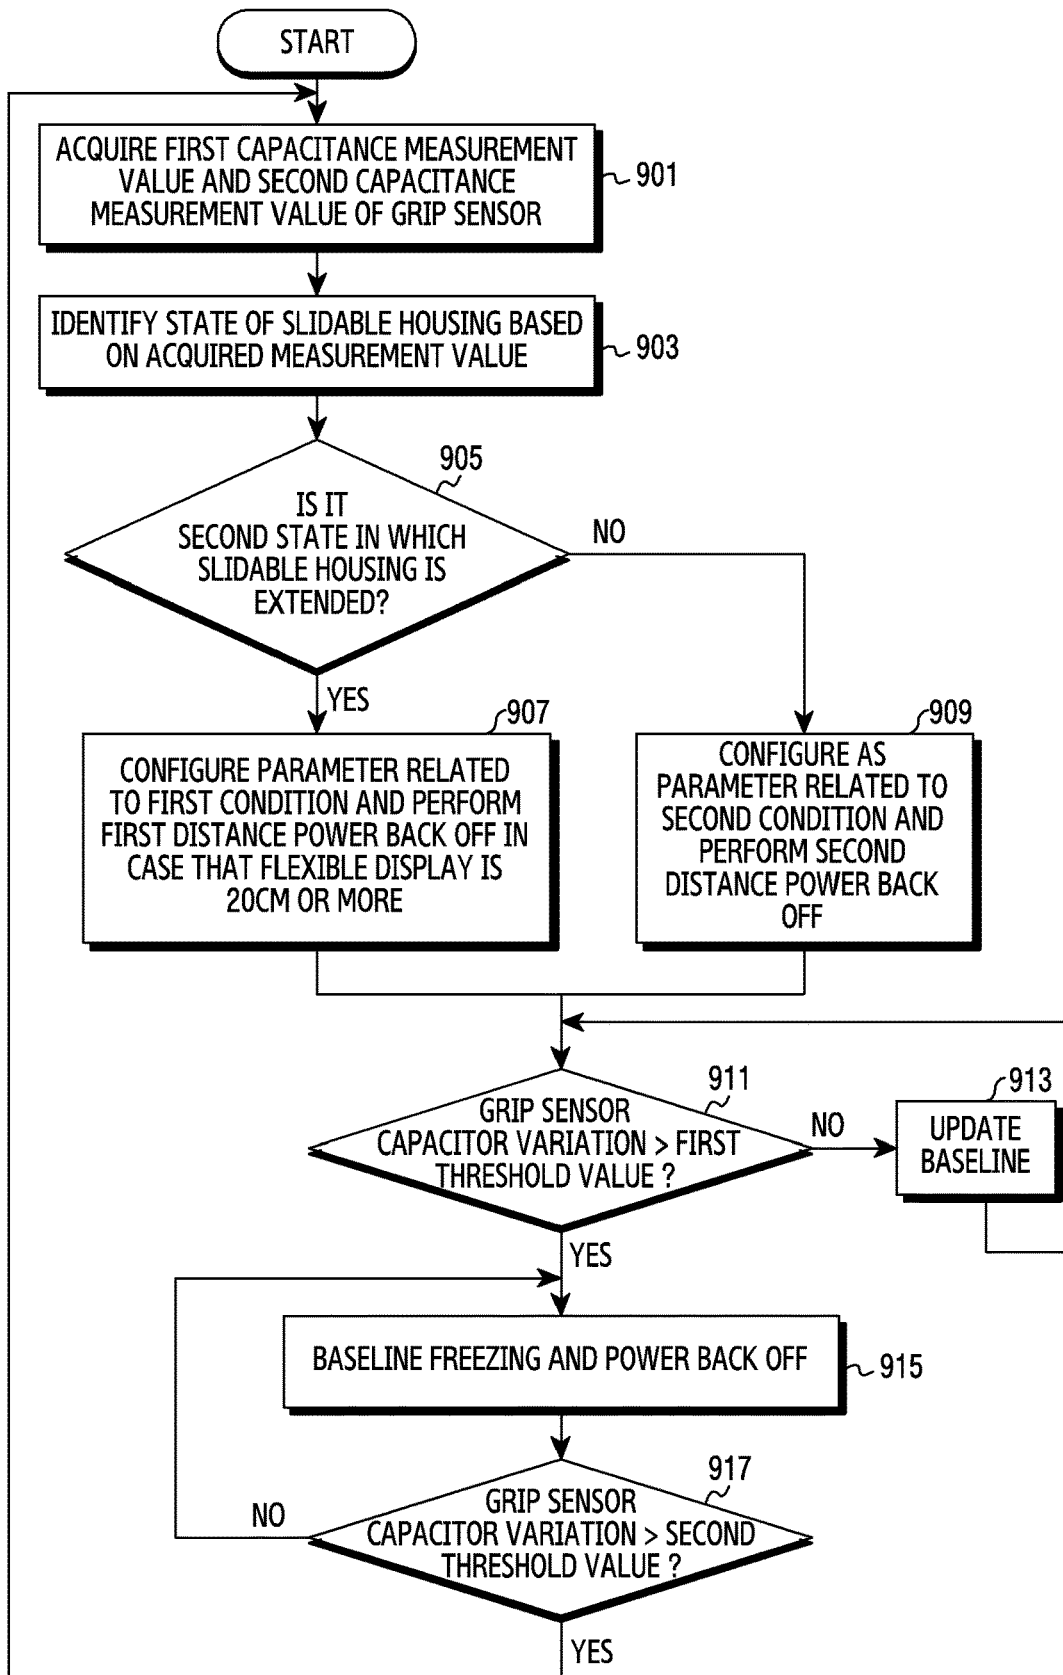 START
ACQUIRE FIRST CAPACITANCE MEASUREMENT
VALUE AND SECOND CAPACITANCE
MEASUREMENT VALUE OF GRIP SENSOR
901
IDENTIFY STATE OF SLIDABLE HOUSING BASED
ON ACQUIRED MEASUREMENT VALUE
903
905
IS IT
SECOND STATE IN WHICH
SLIDABLE HOUSING IS
EXTENDED?
NO
YES
907
CONFIGURE PARAMETER RELATED
TO FIRST CONDITION AND PERFORM
FIRST DISTANCE POWER BACK OFF IN
CASE THAT FLEXIBLE DISPLAY IS
20CM OR MORE
909
CONFIGURE AS
PARAMETER RELATED TO
SECOND CONDITION AND
PERFORM SECOND
DISTANCE POWER BACK
OFF
911
GRIP SENSOR
CAPACITOR VARIATION > FIRST
THRESHOLD VALUE ?
NO
913
UPDATE
BASELINE
YES
BASELINE FREEZING AND POWER BACK OFF
915
917
GRIP SENSOR
CAPACITOR VARIATION > SECOND
THRESHOLD VALUE ?
NO
YES